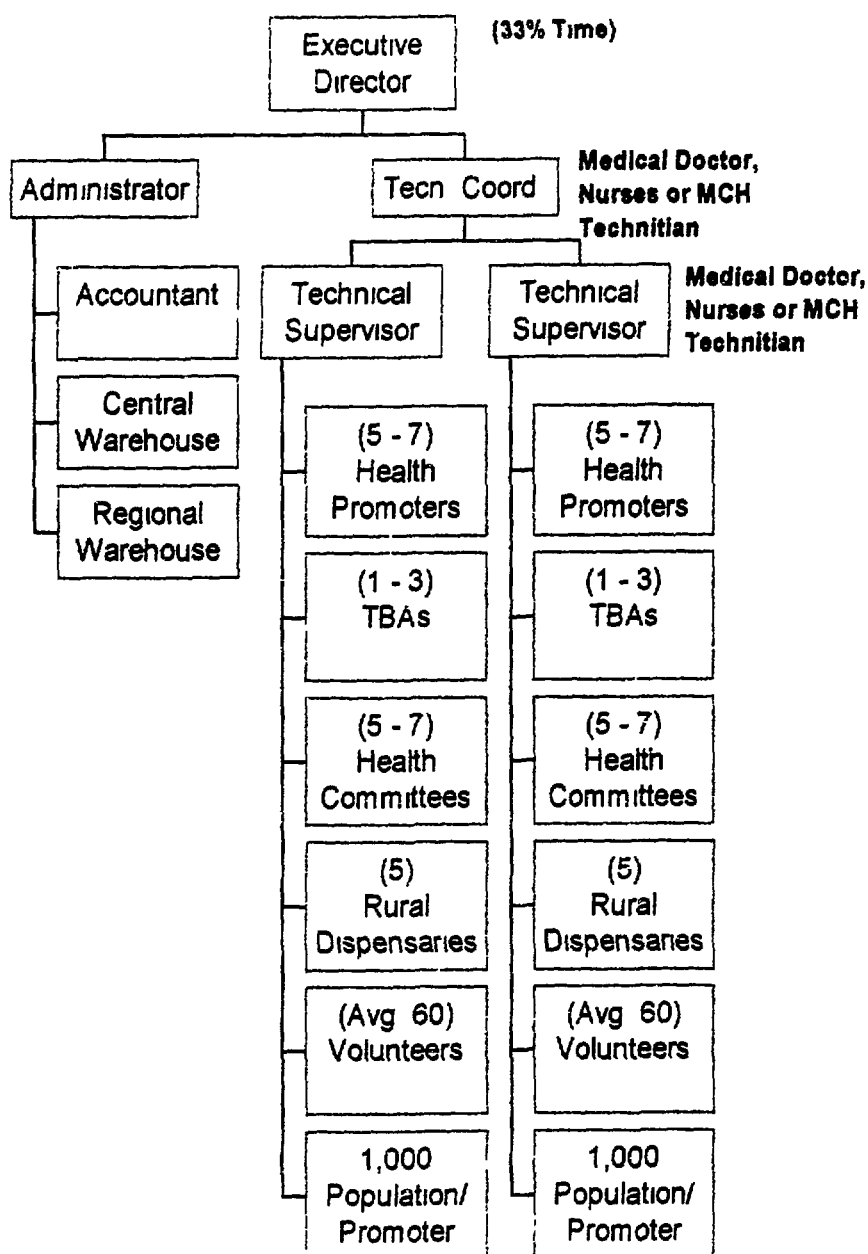 Executive
Director
(33% Time)
Administrator
Tecn Coord
Medical Doctor,
Nurses or MCH
Technitian
Accountant
Central
Warehouse
Regional
Warehouse
Technical
Supervisor
Technical
Supervisor
Medical Doctor,
Nurses or MCH
Technitian
(5 - 7)
Health
Promoters
(1 - 3)
TBAs
(5 - 7)
Health
Committees
(5)
Rural
Dispensaries
(Avg 60)
Volunteers
1,000
Population/
Promoter
(5 - 7)
Health
Promoters
(1 - 3)
TBAs
(5 - 7)
Health
Committees
(5)
Rural
Dispensaries
(Avg 60)
Volunteers
1,000
Population/
Promoter